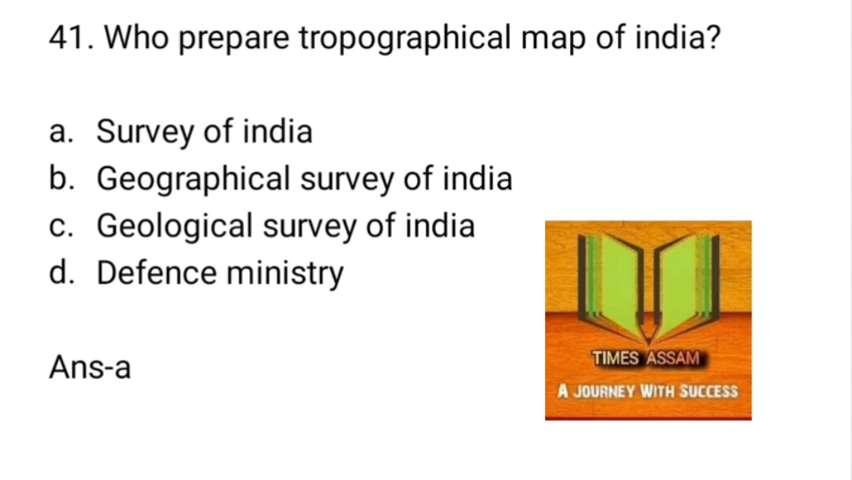 41. Who prepare tropographical map of india?
a. Survey of india
b. Geographical survey of india
c. Geological survey of india
d. Defence ministry
Ans-a
TIMES ASSAM
A JOURNEY WITH SUCCESS